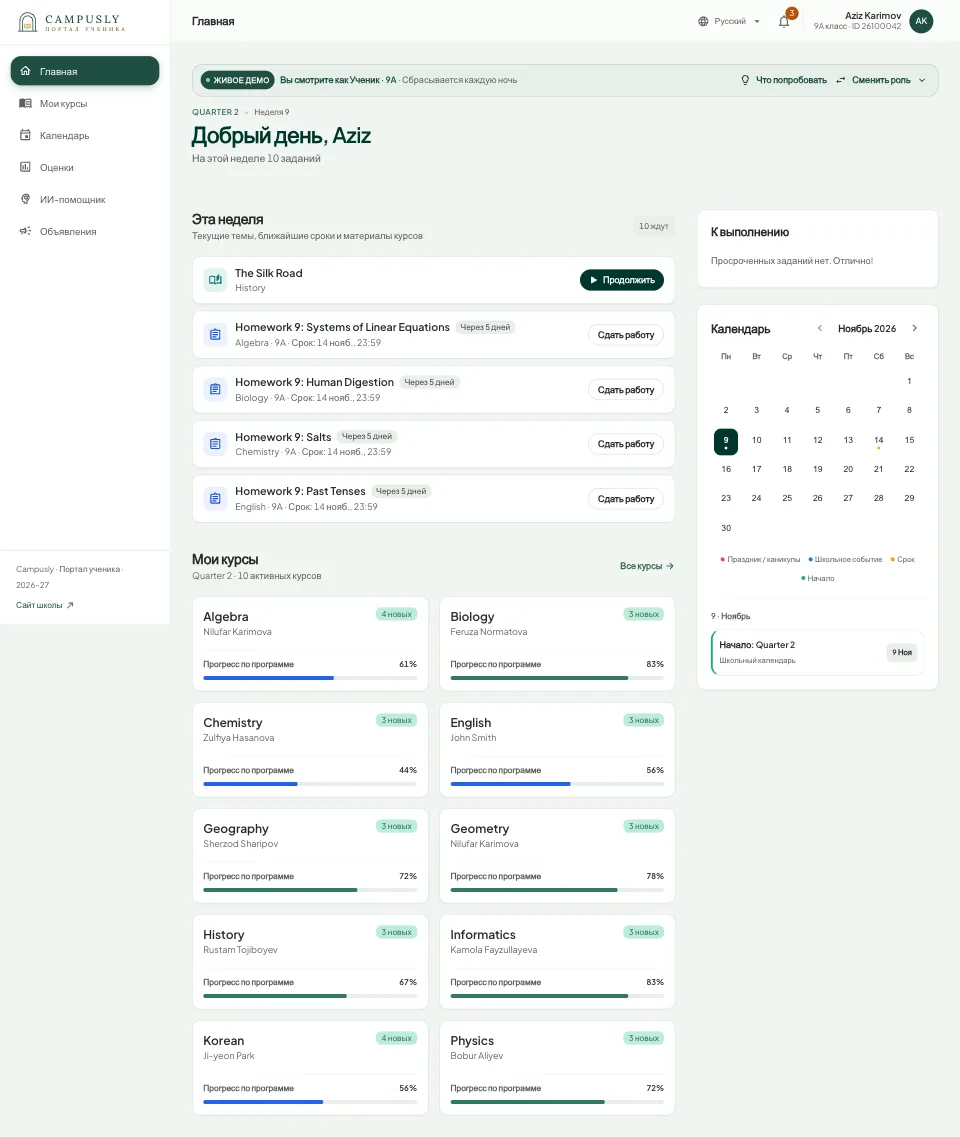 CAMPUSLY
ПОРТАЛ УЧЕНИКА
Главная
Мои курсы
Календарь
Оценки
ИИ-помощник
Объявления
Campusly · Портал ученика ·
2026–27
Сайт школы
Главная
Русский
3
Aziz Karimov
9A класс · ID 26100042
AK
ЖИВОЕ ДЕМО
Вы смотрите как Ученик · 9A · Сбрасывается каждую ночь
Что попробовать
Сменить роль
QUARTER 2 • Неделя 9
Добрый день, Aziz
На этой неделе 10 заданий
Эта неделя
Текущие темы, ближайшие сроки и материалы курсов
10 ждут
The Silk Road
History
Продолжить
Homework 9: Systems of Linear Equations
Через 5 дней
Algebra · 9A · Срок: 14 нояб., 23:59
Сдать работу
Homework 9: Human Digestion
Через 5 дней
Biology · 9A · Срок: 14 нояб., 23:59
Сдать работу
Homework 9: Salts
Через 5 дней
Chemistry · 9A · Срок: 14 нояб., 23:59
Сдать работу
Homework 9: Past Tenses
Через 5 дней
English · 9A · Срок: 14 нояб., 23:59
Сдать работу
Мои курсы
Quarter 2 · 10 активных курсов
Все курсы →
Algebra
4 новых
Nilufar Karimova
Прогресс по программе 61%
Biology
3 новых
Feruza Normatova
Прогресс по программе 83%
Chemistry
3 новых
Zulfiya Hasanova
Прогресс по программе 44%
English
3 новых
John Smith
Прогресс по программе 56%
Geography
3 новых
Sherzod Sharipov
Прогресс по программе 72%
Geometry
3 новых
Nilufar Karimova
Прогресс по программе 78%
History
3 новых
Rustam Tojiboyev
Прогресс по программе 67%
Informatics
3 новых
Kamola Fayzullayeva
Прогресс по программе 83%
Korean
4 новых
Ji-yeon Park
Прогресс по программе 56%
Physics
3 новых
Bobur Aliyev
Прогресс по программе 72%
К выполнению
Просроченных заданий нет. Отлично!
Календарь
Ноябрь 2026
Пн Вт Ср Чт Пт Сб Вс
1
2 3 4 5 6 7 8
9 10 11 12 13 14 15
16 17 18 19 20 21 22
23 24 25 26 27 28 29
30
Праздник / каникулы Школьное событие Срок
Начало
9 · Ноябрь
Начало: Quarter 2
Школьный календарь
9 Ноя